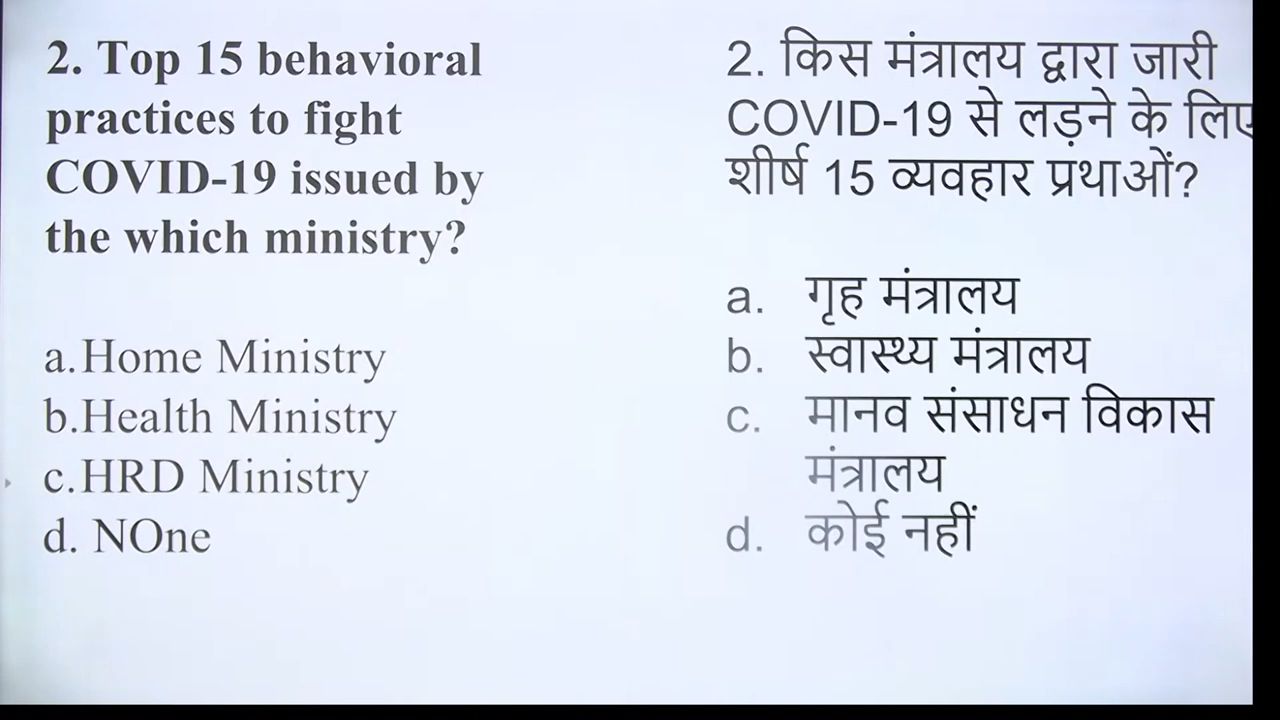 2. Top 15 behavioral
practices to fight
COVID-19 issued by
the which ministry?
a.Home Ministry
b.Health Ministry
c.HRD Ministry
d. NOne
2. किस मंत्रालय द्वारा जारी
COVID-19 से लड़ने के लिए
शीर्ष 15 व्यवहार प्रथाओं?
a. गृह मंत्रालय
b. स्वास्थ्य मंत्रालय
c. मानव संसाधन विकास
मंत्रालय
d. कोई नहीं